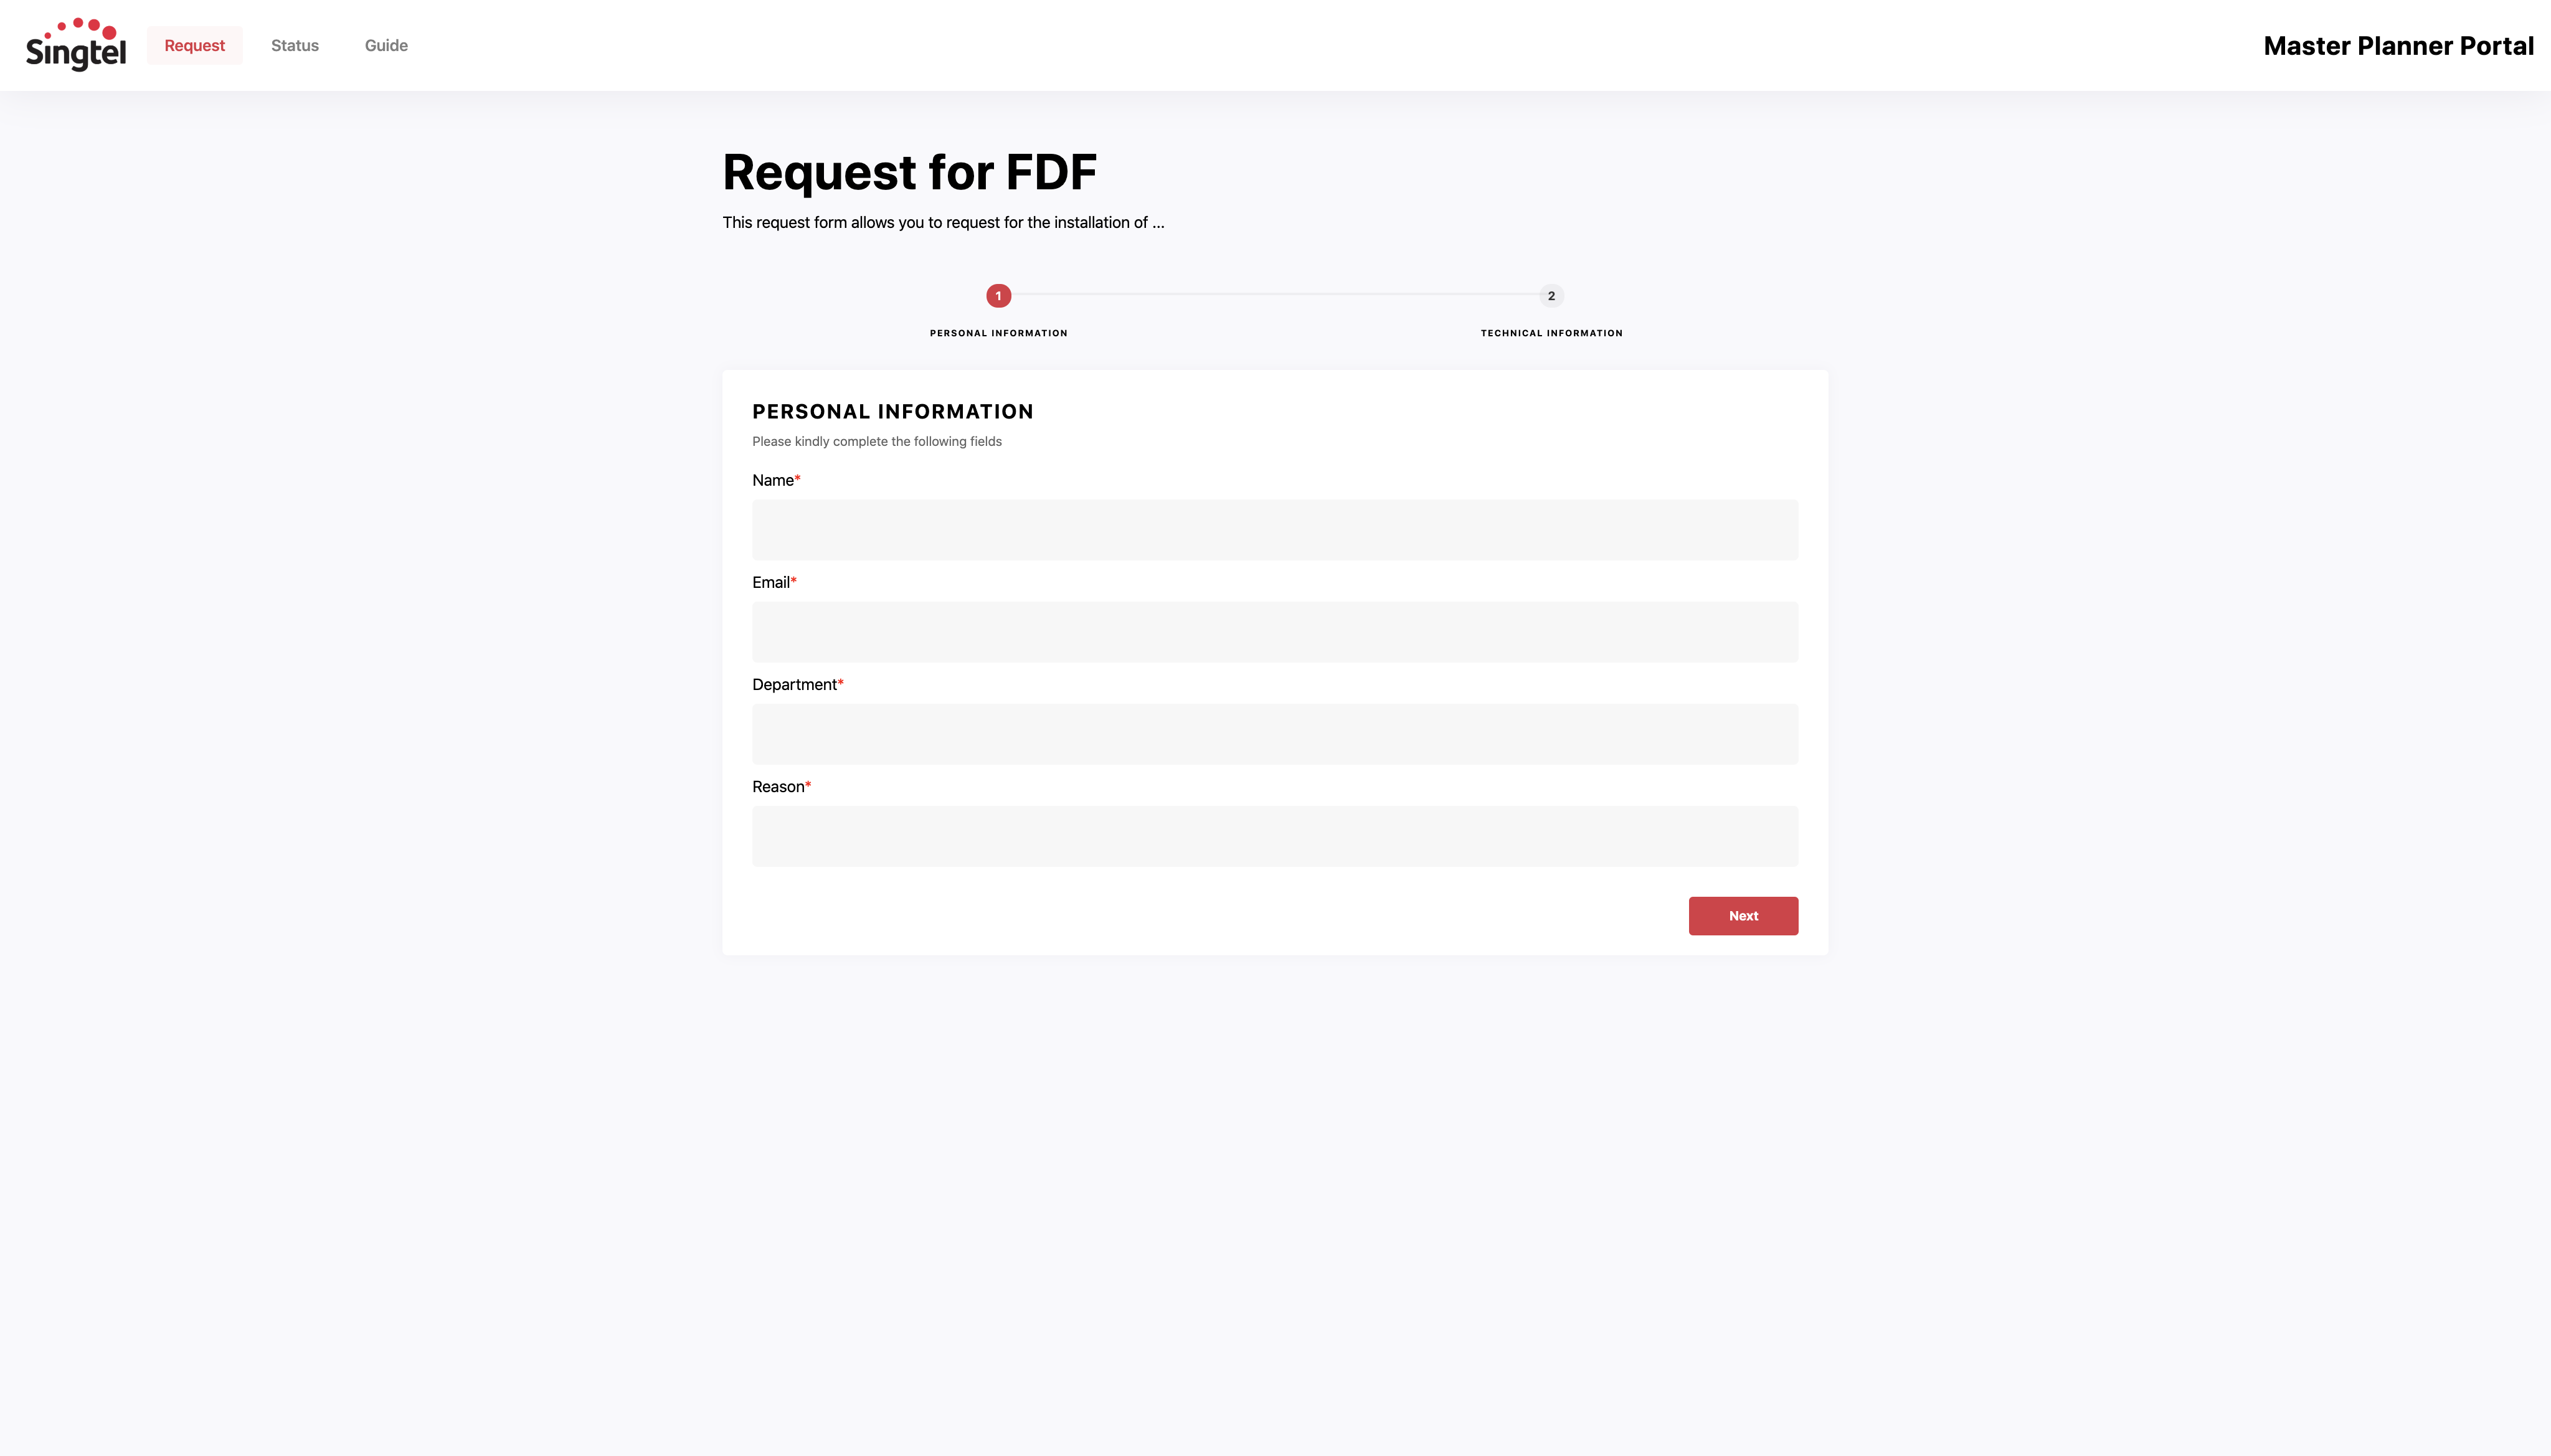 Singtel
Request
Status
Guide
Master Planner Portal
Request for FDF
This request form allows you to request for the installation of ...
1
2
PERSONAL INFORMATION
TECHNICAL INFORMATION
PERSONAL INFORMATION
Please kindly complete the following fields
Name*
Email*
Department*
Reason*
Next